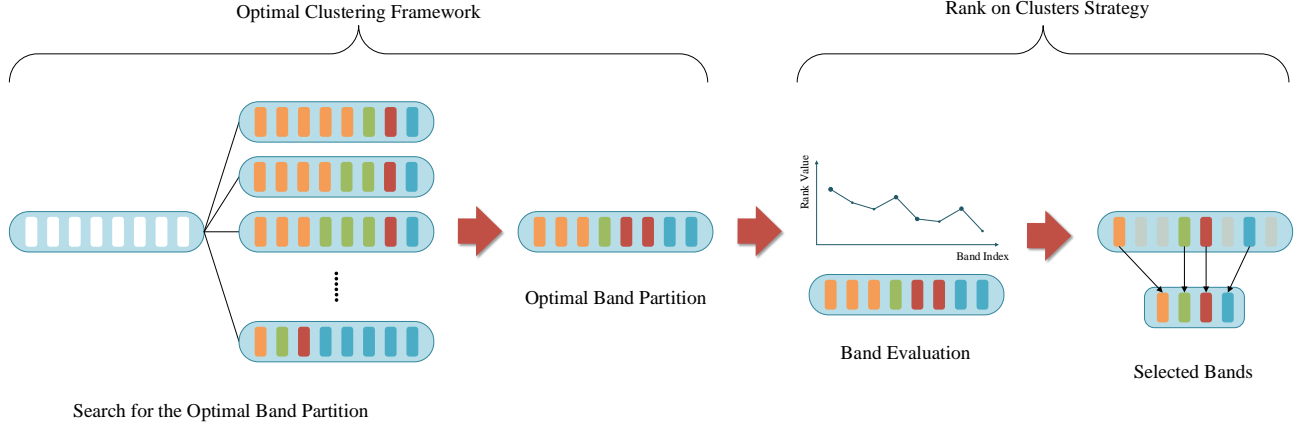 Optimal Clustering Framework
Rank on Clusters Strategy
Rank Value
Band Index
Optimal Band Partition
Band Evaluation
Selected Bands
Search for the Optimal Band Partition